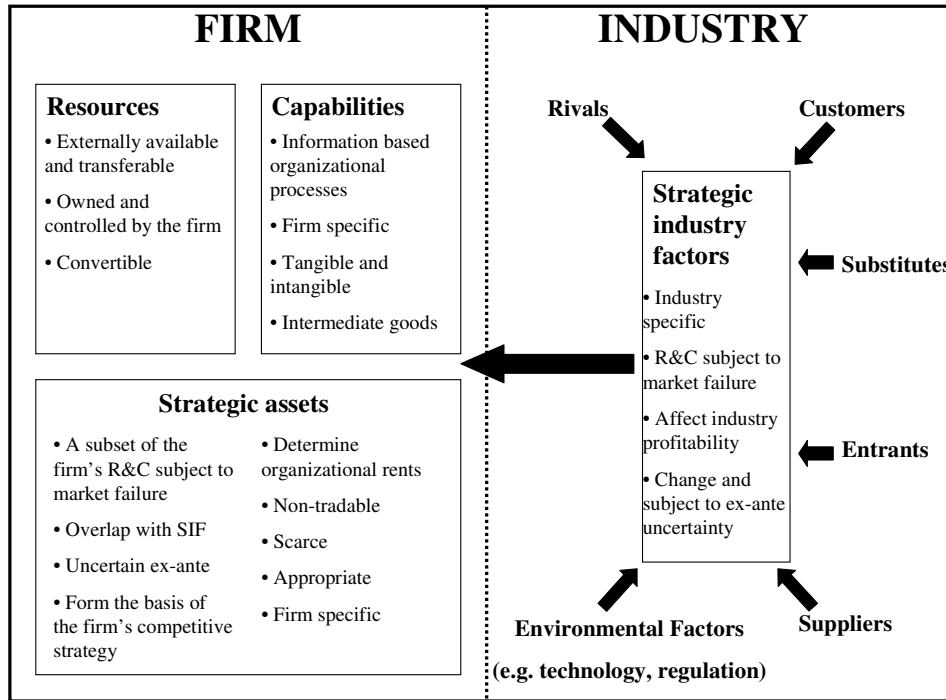 FIRM
Resources
• Externally available
and transferable
• Owned and
controlled by the firm
• Convertible
Capabilities
• Information based
organizational
processes
• Firm specific
• Tangible and
intangible
• Intermediate goods
Strategic assets
• A subset of the
firm's R&C subject to
market failure
• Overlap with SIF
• Uncertain ex-ante
• Form the basis of
the firm's competitive
strategy
• Determine
organizational rents
• Non-tradable
• Scarce
• Appropriate
• Firm specific
INDUSTRY
Rivals
Customers
Strategic
industry
factors
• Industry
specific
• R&C subject to
market failure
• Affect industry
profitability
• Change and
subject to ex-ante
uncertainty
Substitutes
Entrants
Environmental Factors
(e.g. technology, regulation)
Suppliers